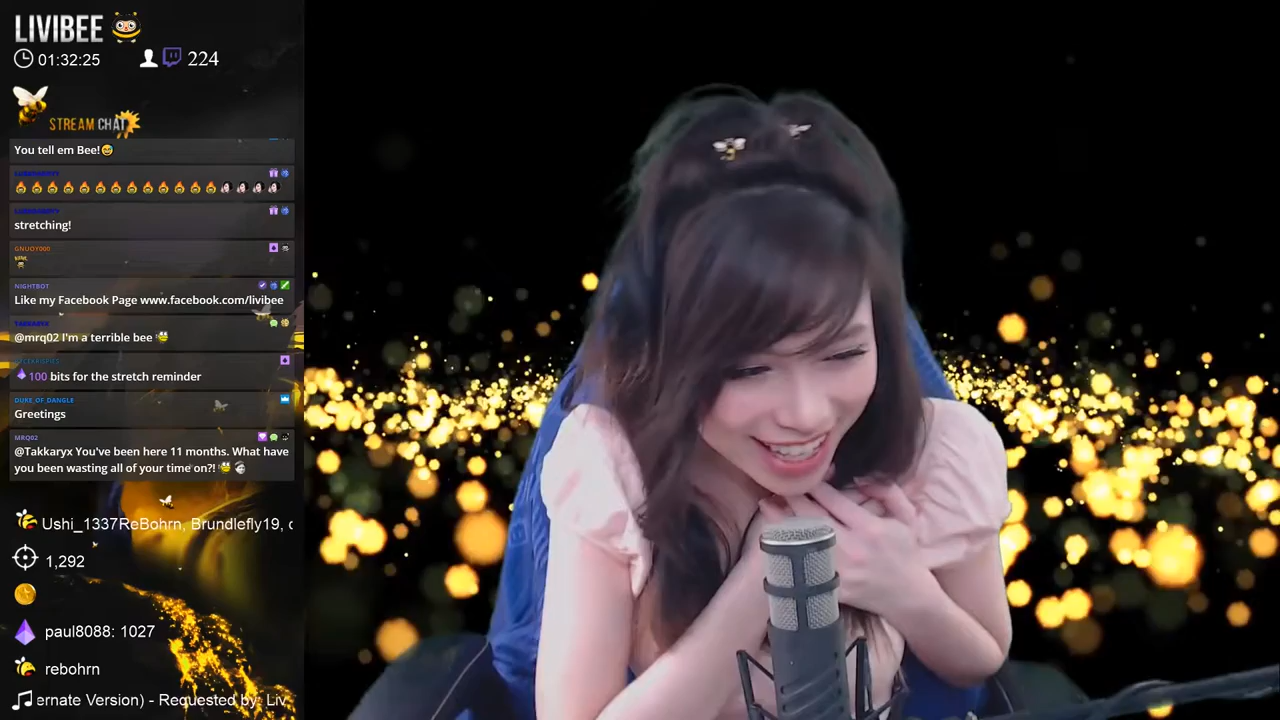 LIVIBEE
01:32:25 224
STREAM CHAT
You tell em Bee!
stretching!
GNUOY000
NIGHTBOT
Like my Facebook Page www.facebook.com/livibee
TAKKARYX
@mrq02 I'm a terrible bee
100 bits for the stretch reminder
DUKE_OF_DANGLE
Greetings
MRQ02
@Takkaryx You've been here 11 months. What have
you been wasting all of your time on?!
Ushi_1337ReBohrn, Brundlefly19,
1,292
paul8088: 1027
rebohrn
ernate Version) - Requested by: Liv